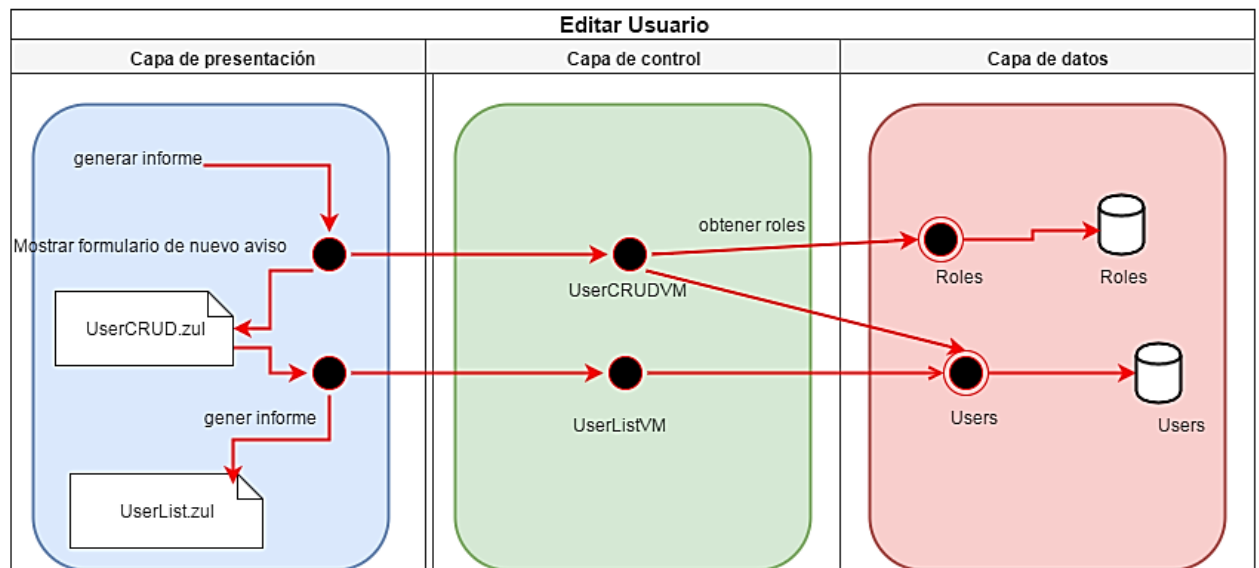 Editar Usuario
Capa de presentación
Capa de control
Capa de datos
generar informe
obtener roles
Mostrar formulario de nuevo aviso
Roles
Roles
UserCRUDVM
UserCRUD.zul
gener informe
Users
UserListVM
Users
UserList.zul